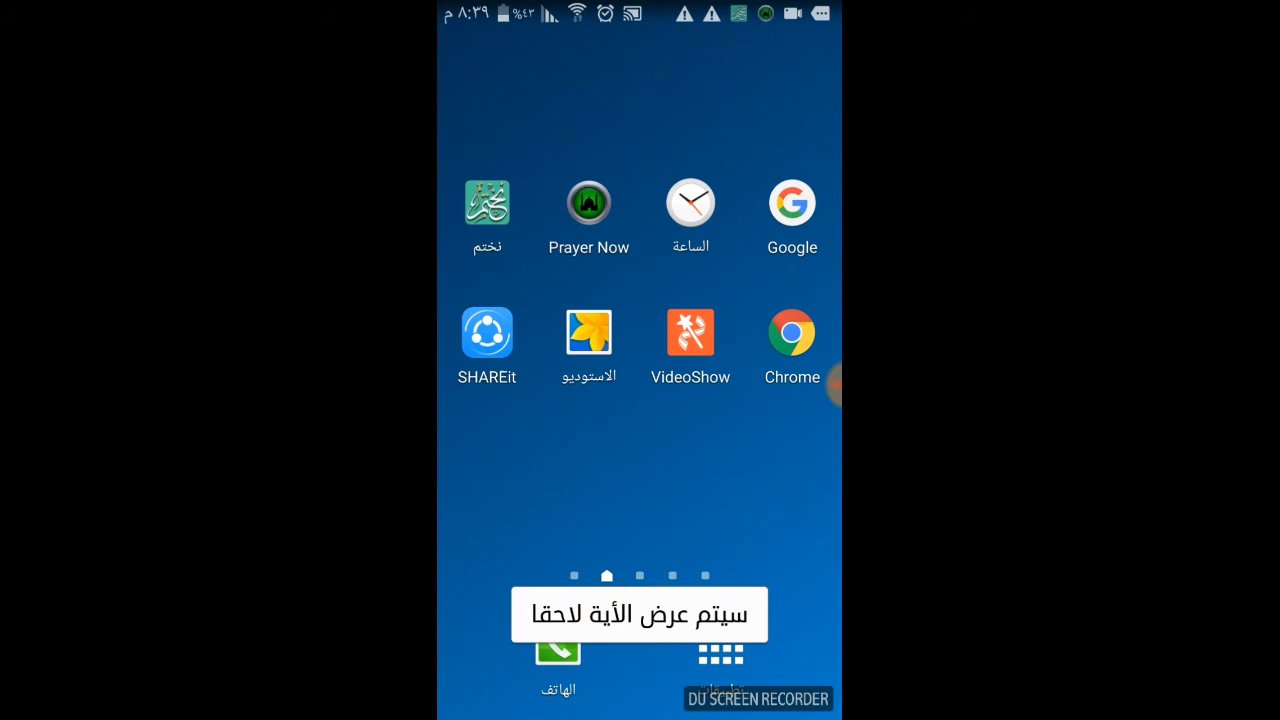 ٨:٣٩ م ٤٣%
نختم
Prayer Now
الساعة
Google
SHAREit
الاستوديو
VideoShow
Chrome
سيتم عرض الأية لاحقا
الهاتف
تطبيقات
DU SCREEN RECORDER